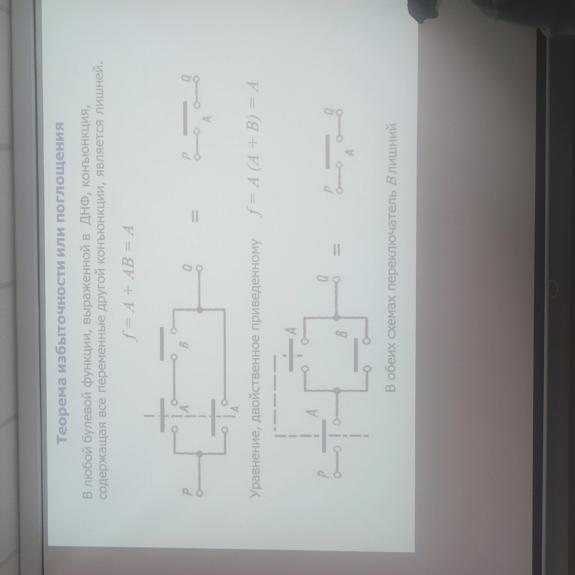 Теорема избыточности или поглощения
В любой булевой функции, выраженной в ДНФ, конъюнкция,
содержащая все переменные другой конъюнкции, является лишней.
f = A + AB = A
P A B Q = P A Q
A
Уравнение, двойственное приведенному f = A (A + B) = A
P A A Q = P A Q
B
В обеих схемах переключатель B лишний